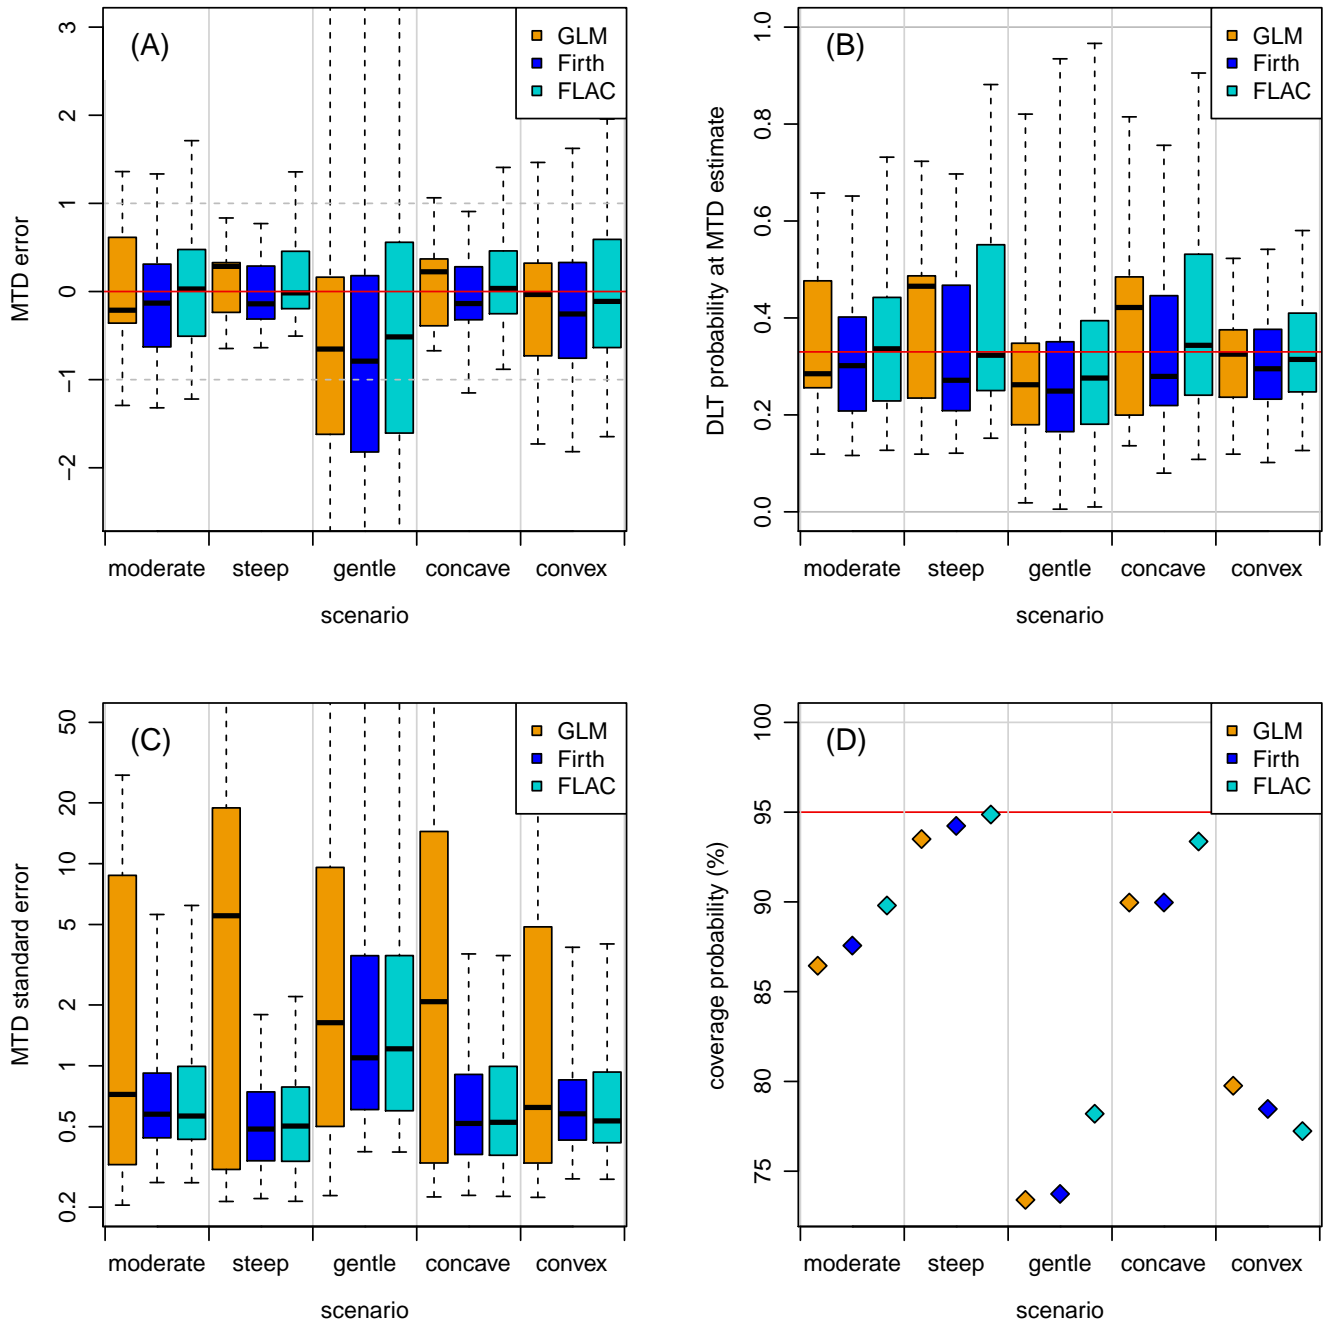 (A)
GLM
Firth
FLAC
MTD error
3
2
1
0
−1
−2
moderate steep gentle concave convex
scenario
(B)
GLM
Firth
FLAC
DLT probability at MTD estimate
1.0
0.8
0.6
0.4
0.2
0.0
moderate steep gentle concave convex
scenario
(C)
GLM
Firth
FLAC
MTD standard error
50
20
10
5
2
1
0.5
0.2
moderate steep gentle concave convex
scenario
(D)
GLM
Firth
FLAC
coverage probability (%)
100
95
90
85
80
75
moderate steep gentle concave convex
scenario